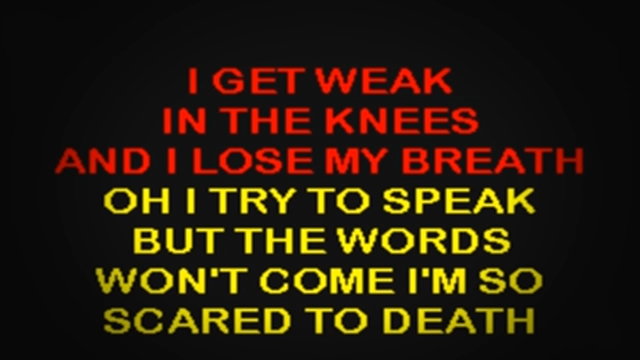 I GET WEAK
IN THE KNEES
AND I LOSE MY BREATH
OH I TRY TO SPEAK
BUT THE WORDS
WON'T COME I'M SO
SCARED TO DEATH